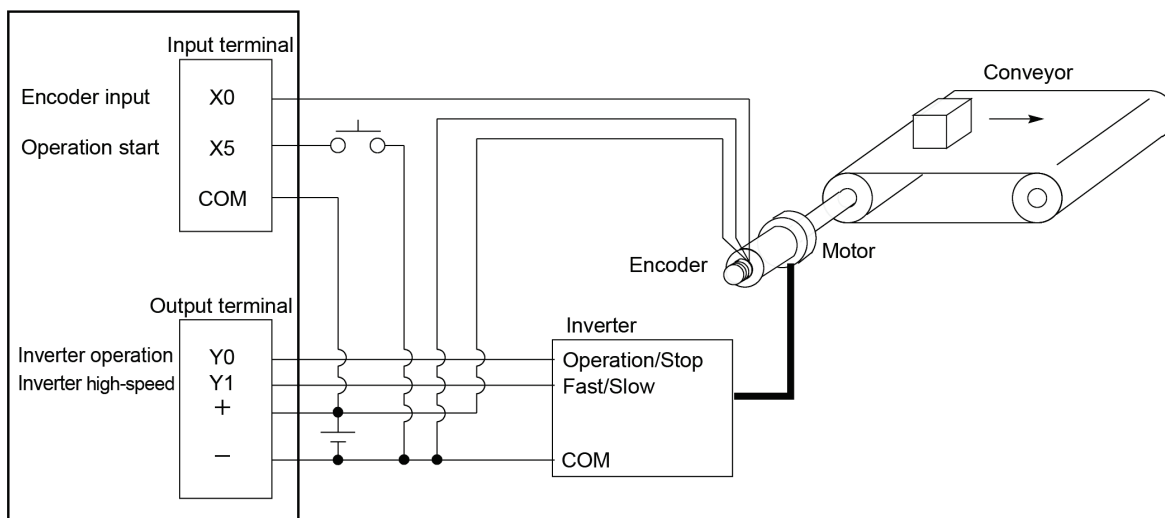 Input terminal
Encoder input
X0
Operation start
X5
COM
Output terminal
Inverter operation
Y0
Inverter high-speed
Y1
+
−
Conveyor
Encoder
Motor
Inverter
Operation/Stop
Fast/Slow
COM